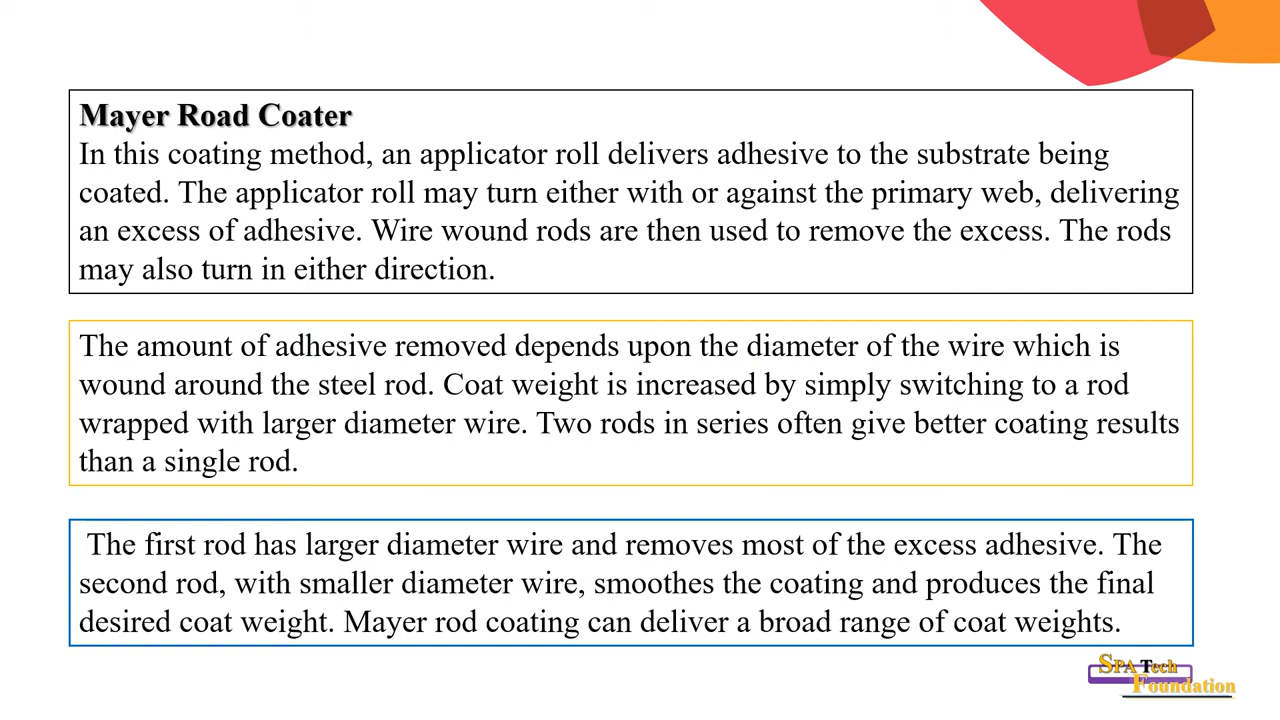 Mayer Road Coater
In this coating method, an applicator roll delivers adhesive to the substrate being
coated. The applicator roll may turn either with or against the primary web, delivering
an excess of adhesive. Wire wound rods are then used to remove the excess. The rods
may also turn in either direction.
The amount of adhesive removed depends upon the diameter of the wire which is
wound around the steel rod. Coat weight is increased by simply switching to a rod
wrapped with larger diameter wire. Two rods in series often give better coating results
than a single rod.
The first rod has larger diameter wire and removes most of the excess adhesive. The
second rod, with smaller diameter wire, smoothes the coating and produces the final
desired coat weight. Mayer rod coating can deliver a broad range of coat weights.
SPA Tech
Foundation